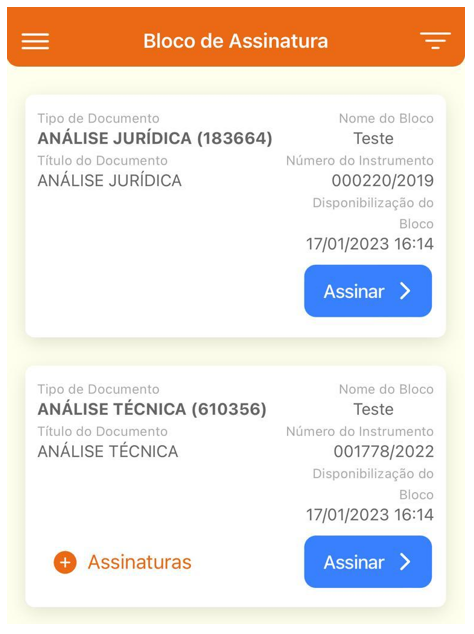 Bloco de Assinatura
Tipo de Documento
ANÁLISE JURÍDICA (183664)
Título do Documento
ANÁLISE JURÍDICA
Nome do Bloco
Teste
Número do Instrumento
000220/2019
Disponibilização do
Bloco
17/01/2023 16:14
Assinar
Tipo de Documento
ANÁLISE TÉCNICA (610356)
Título do Documento
ANÁLISE TÉCNICA
Nome do Bloco
Teste
Número do Instrumento
001778/2022
Disponibilização do
Bloco
17/01/2023 16:14
Assinaturas
Assinar